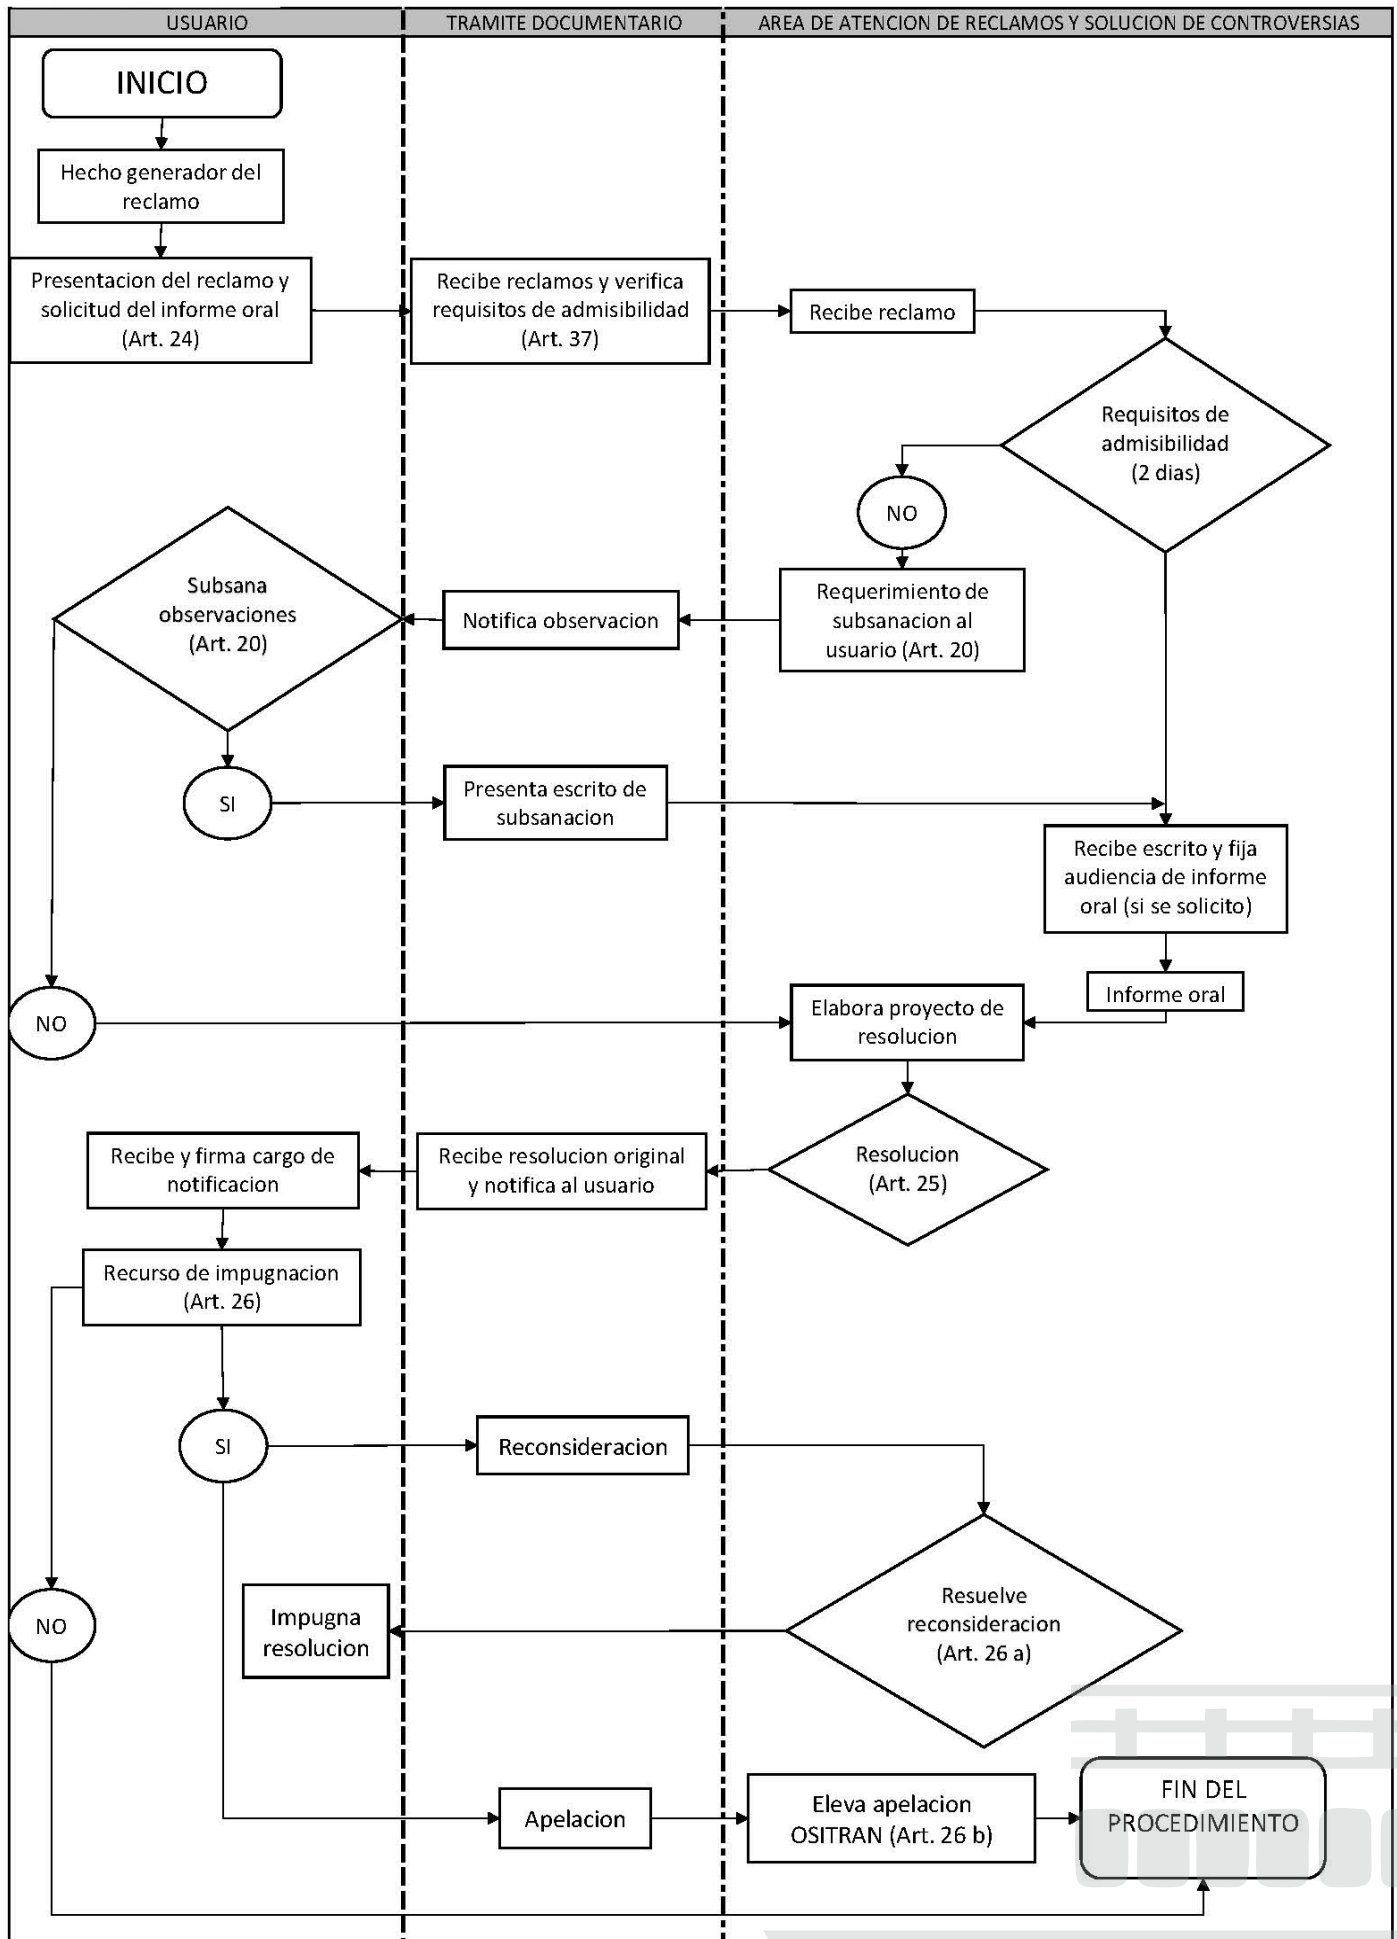 USUARIO
TRAMITE DOCUMENTARIO
AREA DE ATENCION DE RECLAMOS Y SOLUCION DE CONTROVERSIAS
INICIO
Hecho generador del
reclamo
Presentacion del reclamo y
solicitud del informe oral
(Art. 24)
Recibe reclamos y verifica
requisitos de admisibilidad
(Art. 37)
Recibe reclamo
Requisitos de
admisibilidad
(2 dias)
NO
Requerimiento de
subsanacion al
usuario (Art. 20)
Notifica observacion
Subsana
observaciones
(Art. 20)
SI
Presenta escrito de
subsanacion
Recibe escrito y fija
audiencia de informe
oral (si se solicito)
Informe oral
NO
Elabora proyecto de
resolucion
Resolucion
(Art. 25)
Recibe resolucion original
y notifica al usuario
Recibe y firma cargo de
notificacion
Recurso de impugnacion
(Art. 26)
SI
Reconsideracion
Resuelve
reconsideracion
(Art. 26 a)
Impugna
resolucion
NO
Apelacion
Eleva apelacion
OSITRAN (Art. 26 b)
FIN DEL
PROCEDIMIENTO